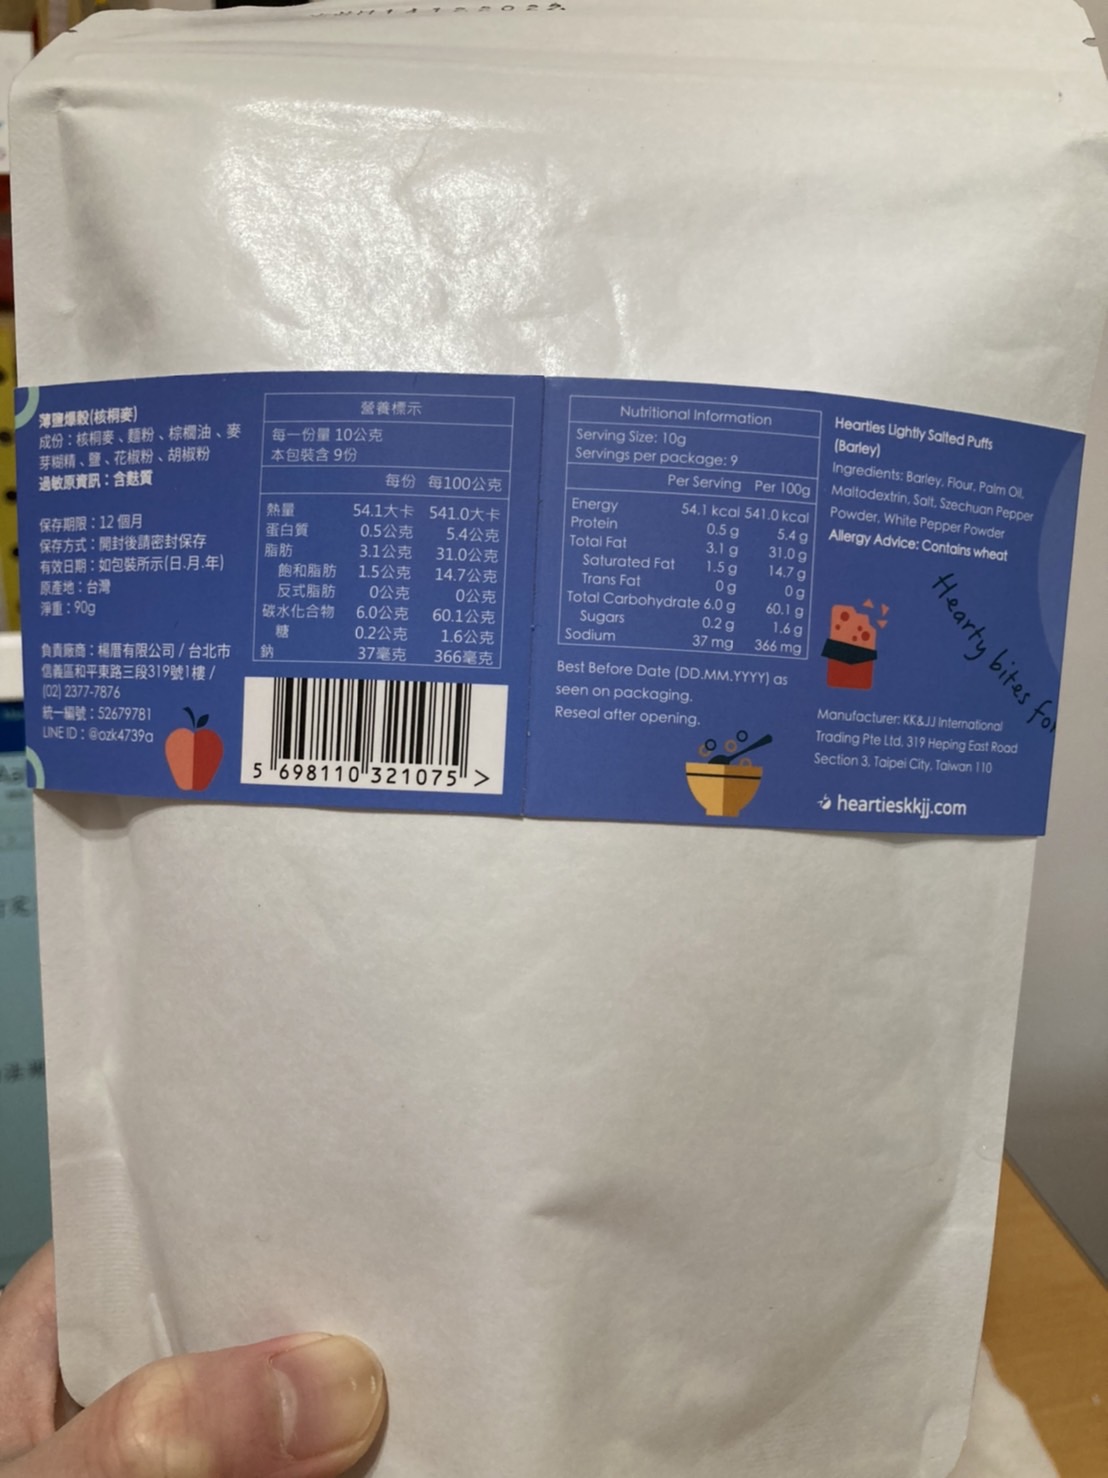 薄鹽爆穀(核桐麥)
成份：核桐麥、麵粉、棕櫚油、麥
芽糊精、鹽、花椒粉、胡椒粉
過敏原資訊：含麩質
保存期限：12 個月
保存方式：開封後請密封保存
有效日期：如包裝所示(日.月.年)
原產地：台灣
淨重：90g
負責廠商：楊厝有限公司 / 台北市
信義區和平東路三段319號1樓 /
(02) 2377-7876
統一編號：52679781
LINE ID：@ozk4739a
營養標示
每一份量 10公克
本包裝含 9份
每份 每100公克
熱量 54.1大卡 541.0大卡
蛋白質 0.5公克 5.4公克
脂肪 3.1公克 31.0公克
飽和脂肪 1.5公克 14.7公克
反式脂肪 0公克 0公克
碳水化合物 6.0公克 60.1公克
糖 0.2公克 1.6公克
鈉 37毫克 366毫克
5 698110 321075 >
Nutritional Information
Serving Size: 10g
Servings per package: 9
Per Serving Per 100g
Energy 54.1 kcal 541.0 kcal
Protein 0.5 g 5.4 g
Total Fat 3.1 g 31.0 g
Saturated Fat 1.5 g 14.7 g
Trans Fat 0 g 0 g
Total Carbohydrate 6.0 g 60.1 g
Sugars 0.2 g 1.6 g
Sodium 37 mg 366 mg
Best Before Date (DD.MM.YYYY) as
seen on packaging.
Reseal after opening.
Hearties Lightly Salted Puffs
(Barley)
Ingredients: Barley, Flour, Palm Oil,
Maltodextrin, Salt, Szechuan Pepper
Powder, White Pepper Powder
Allergy Advice: Contains wheat
Hearty bites for
Manufacturer: KK&JJ International
Trading Pte Ltd, 319 Heping East Road
Section 3, Taipei City, Taiwan 110
heartieskkjj.com